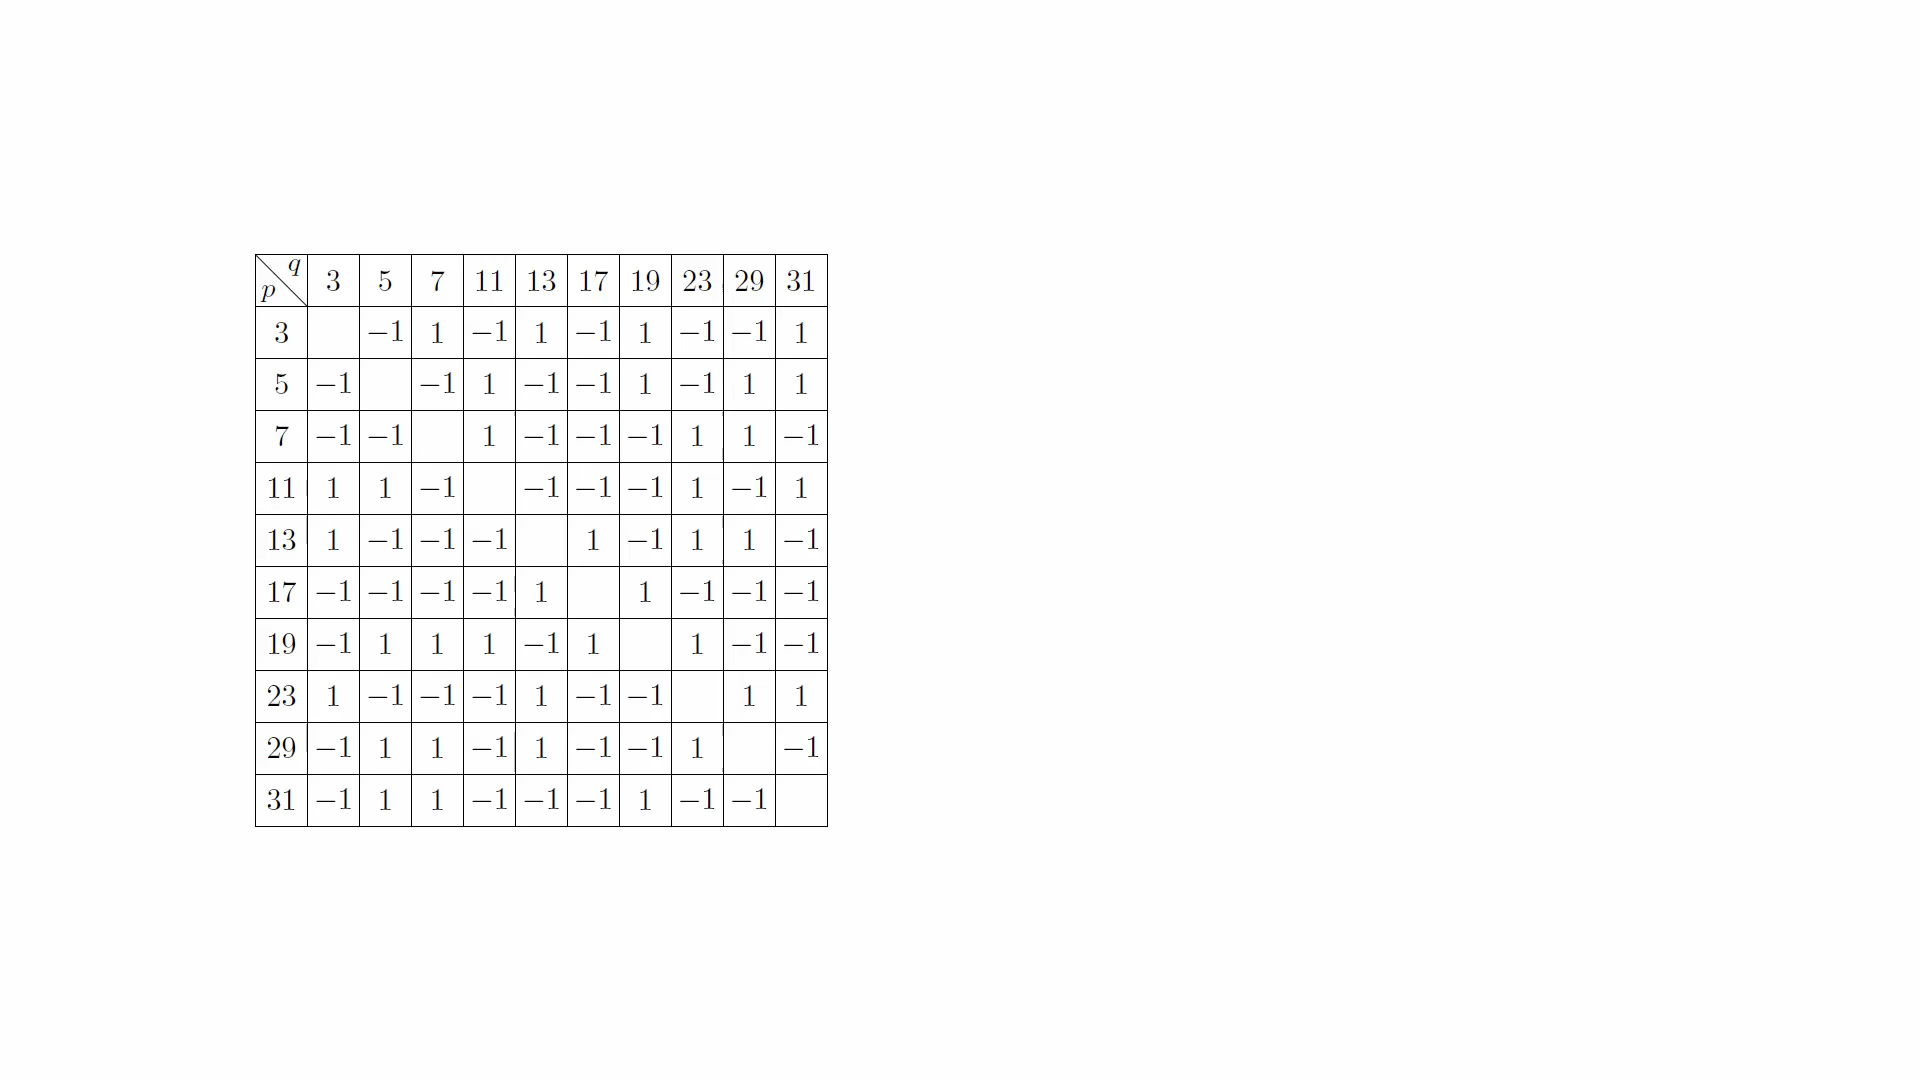 q
p 3 5 7 11 13 17 19 23 29 31
3 −1 1 −1 1 −1 1 −1 −1 1
5 −1 −1 1 −1 −1 1 −1 1 1
7 −1 −1 1 −1 −1 −1 1 1 −1
11 1 1 −1 −1 −1 −1 1 −1 1
13 1 −1 −1 −1 1 −1 1 1 −1
17 −1 −1 −1 −1 1 1 −1 −1 −1
19 −1 1 1 1 −1 1 1 −1 −1
23 1 −1 −1 −1 1 −1 −1 1 1
29 −1 1 1 −1 1 −1 −1 1 −1
31 −1 1 1 −1 −1 −1 1 −1 −1